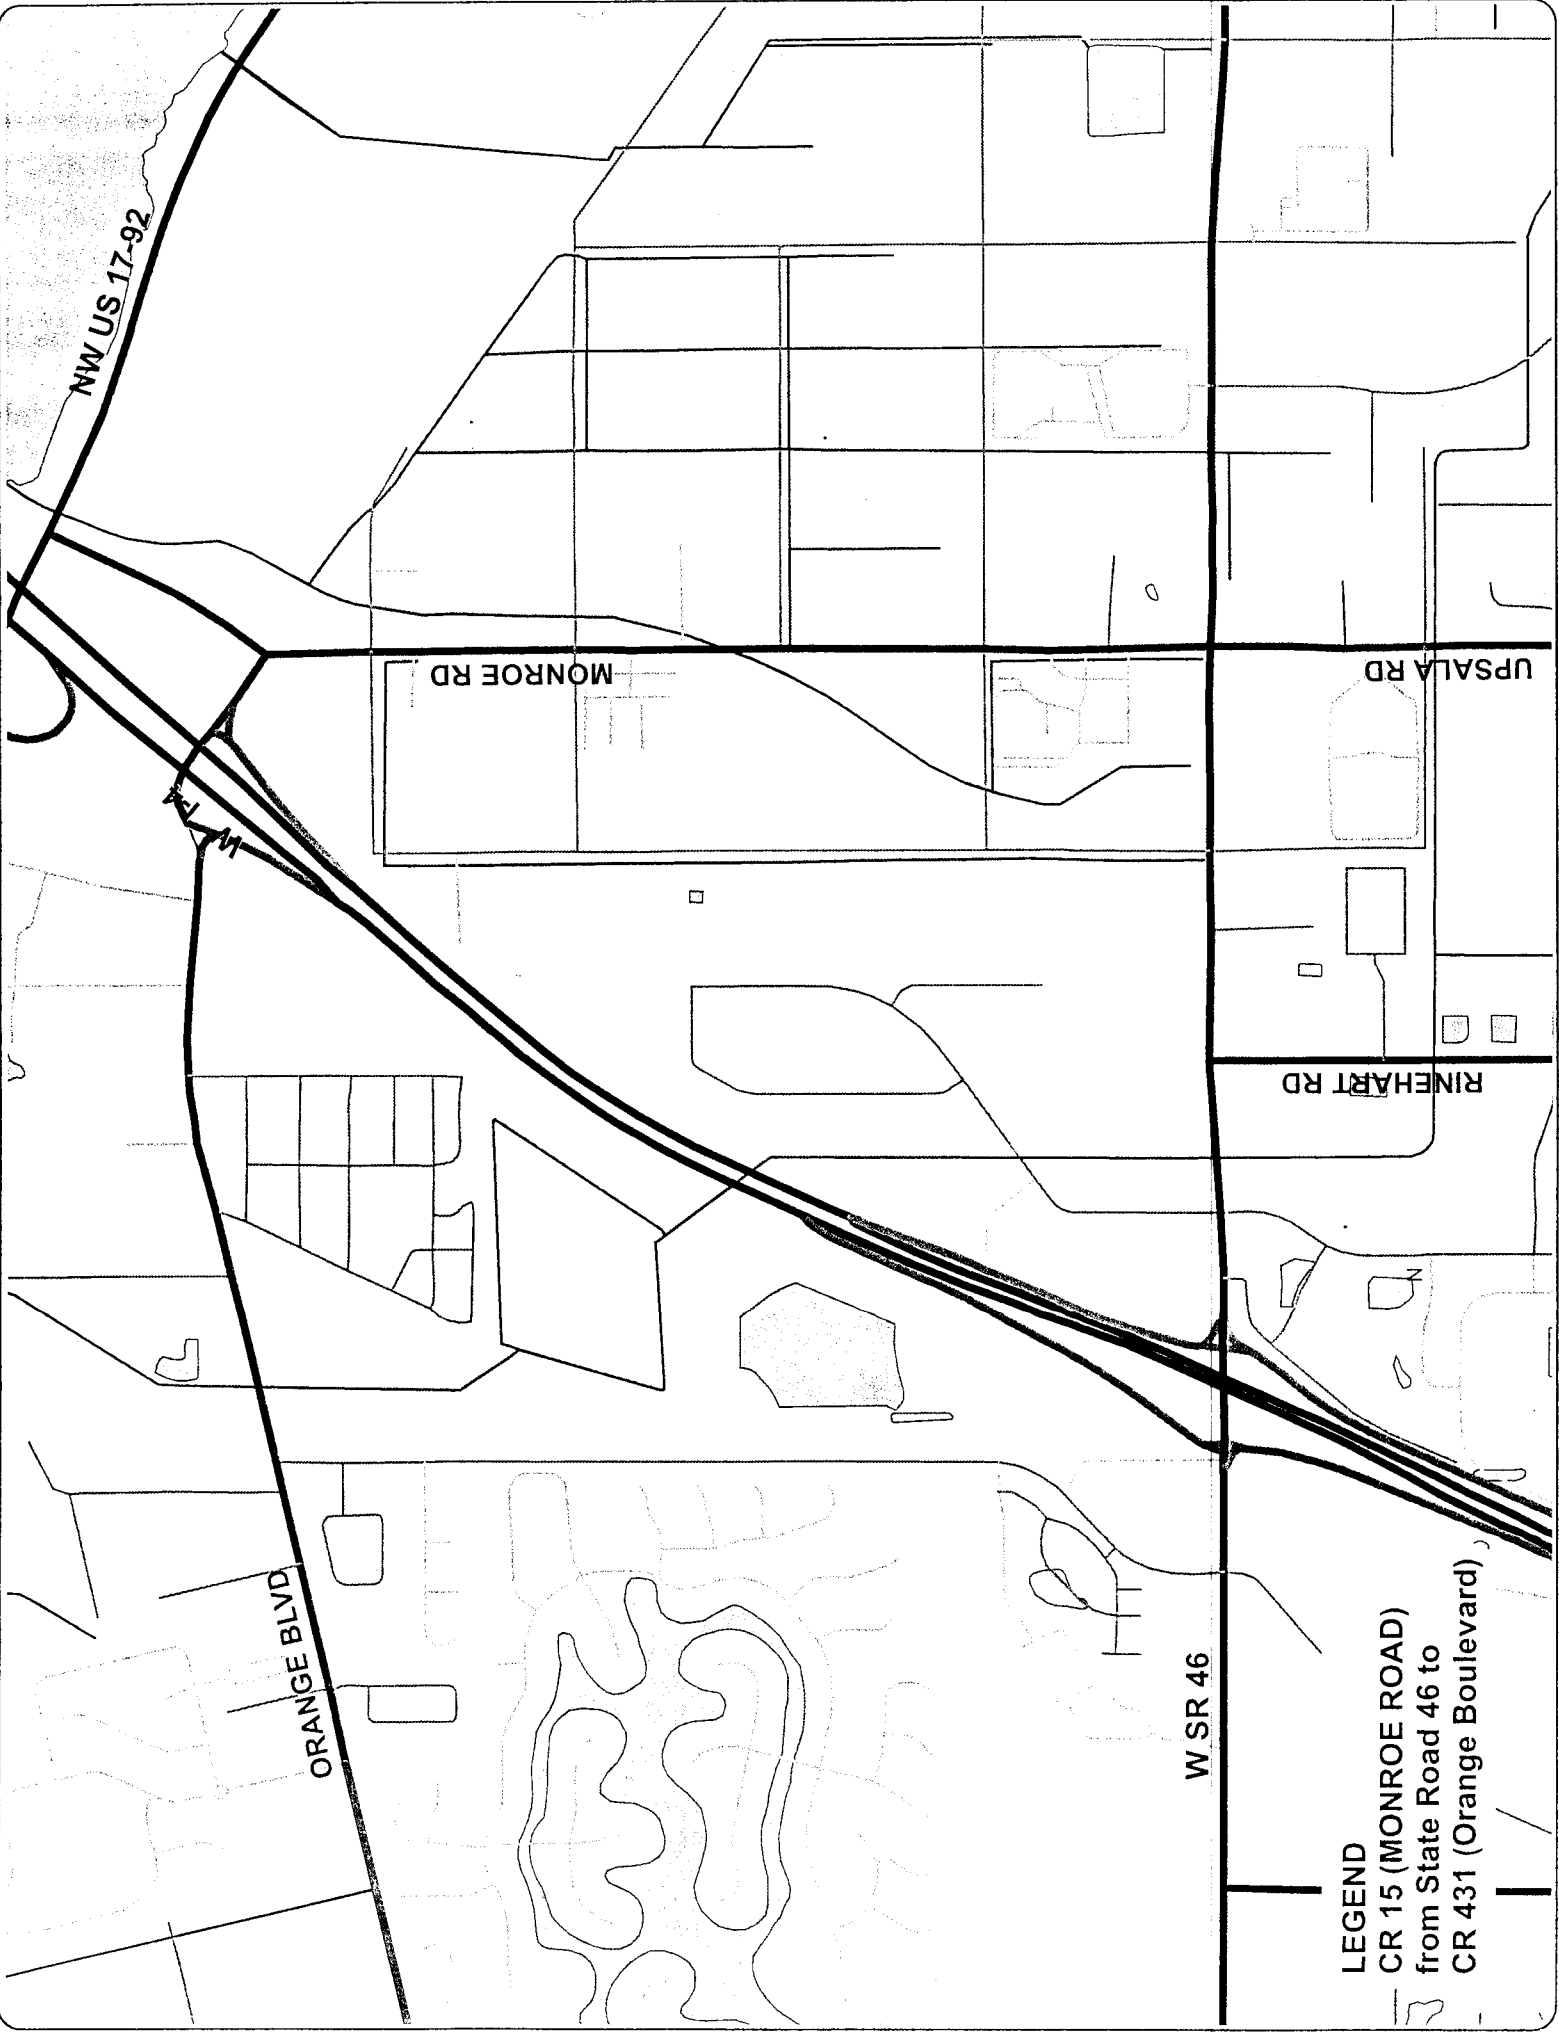 NW US 17-92
MONROE RD
UPSALA RD
RINEHART RD
ORANGE BLVD
W SR 46
LEGEND
CR 15 (MONROE ROAD)
from State Road 46 to
CR 431 (Orange Boulevard)